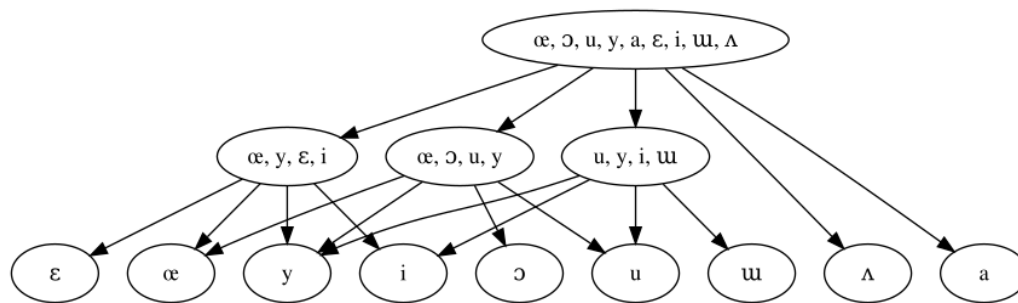 œ, ɔ, u, y, a, ɛ, i, ɯ, ʌ
œ, y, ɛ, i
œ, ɔ, u, y
u, y, i, ɯ
ɛ
œ
y
i
ɔ
u
ɯ
ʌ
a